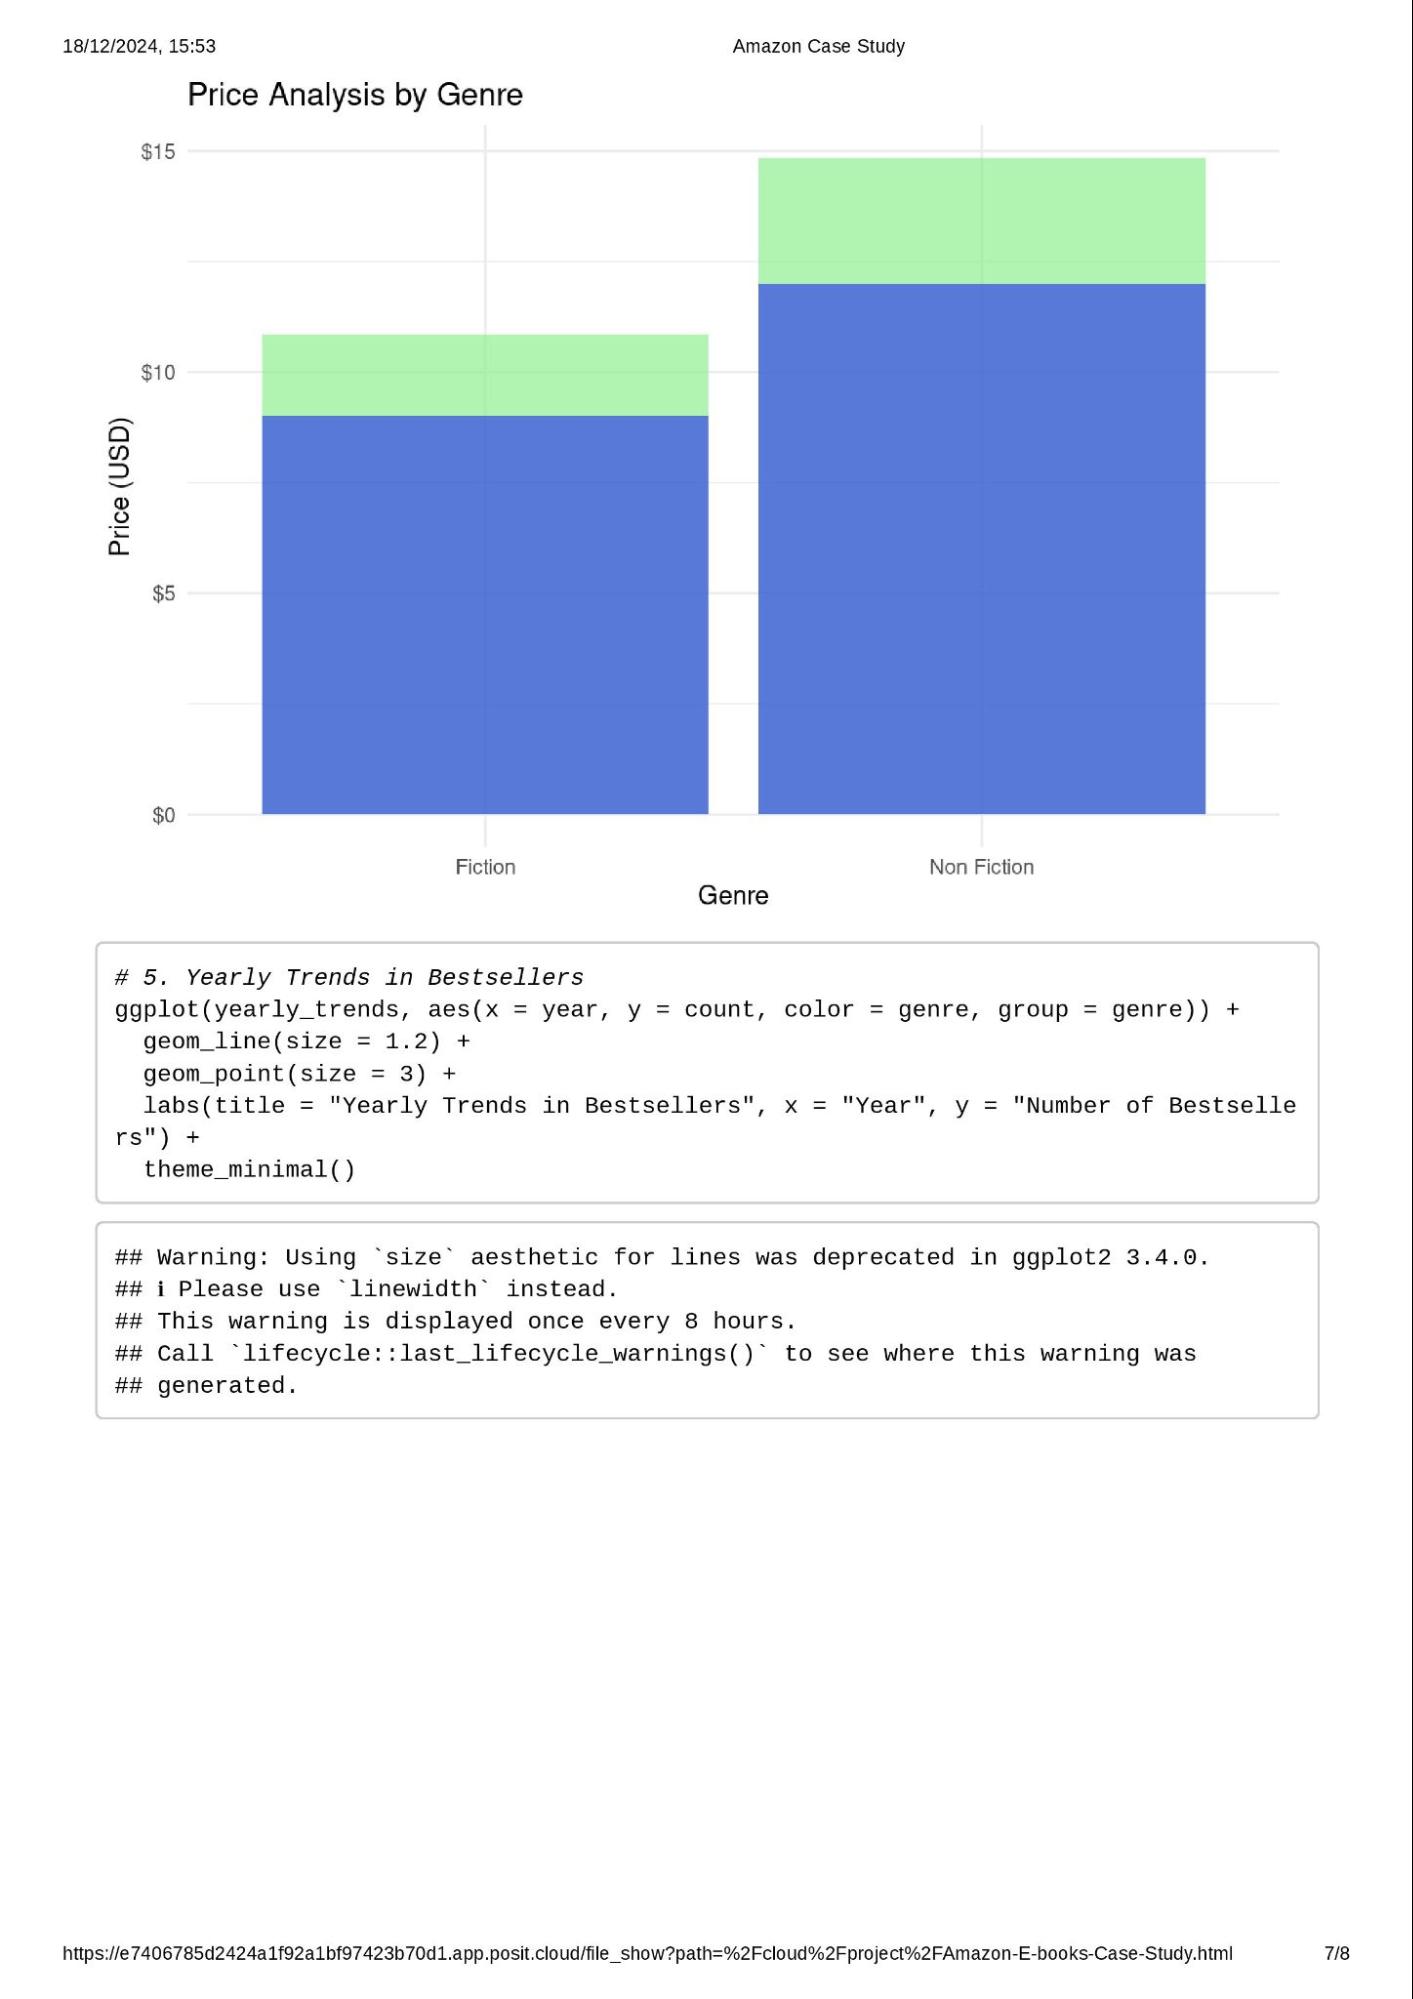 18/12/2024, 15:53
Amazon Case Study
Price Analysis by Genre
$15
$10
$5
$0
Price (USD)
Fiction
Non Fiction
Genre
# 5. Yearly Trends in Bestsellers
ggplot(yearly_trends, aes(x = year, y = count, color = genre, group = genre)) +
  geom_line(size = 1.2) +
  geom_point(size = 3) +
  labs(title = "Yearly Trends in Bestsellers", x = "Year", y = "Number of Bestselle
rs") +
  theme_minimal()
## Warning: Using `size` aesthetic for lines was deprecated in ggplot2 3.4.0.
## ℹ Please use `linewidth` instead.
## This warning is displayed once every 8 hours.
## Call `lifecycle::last_lifecycle_warnings()` to see where this warning was
## generated.
https://e7406785d2424a1f92a1bf97423b70d1.app.posit.cloud/file_show?path=%2Fcloud%2Fproject%2FAmazon-E-books-Case-Study.html
7/8